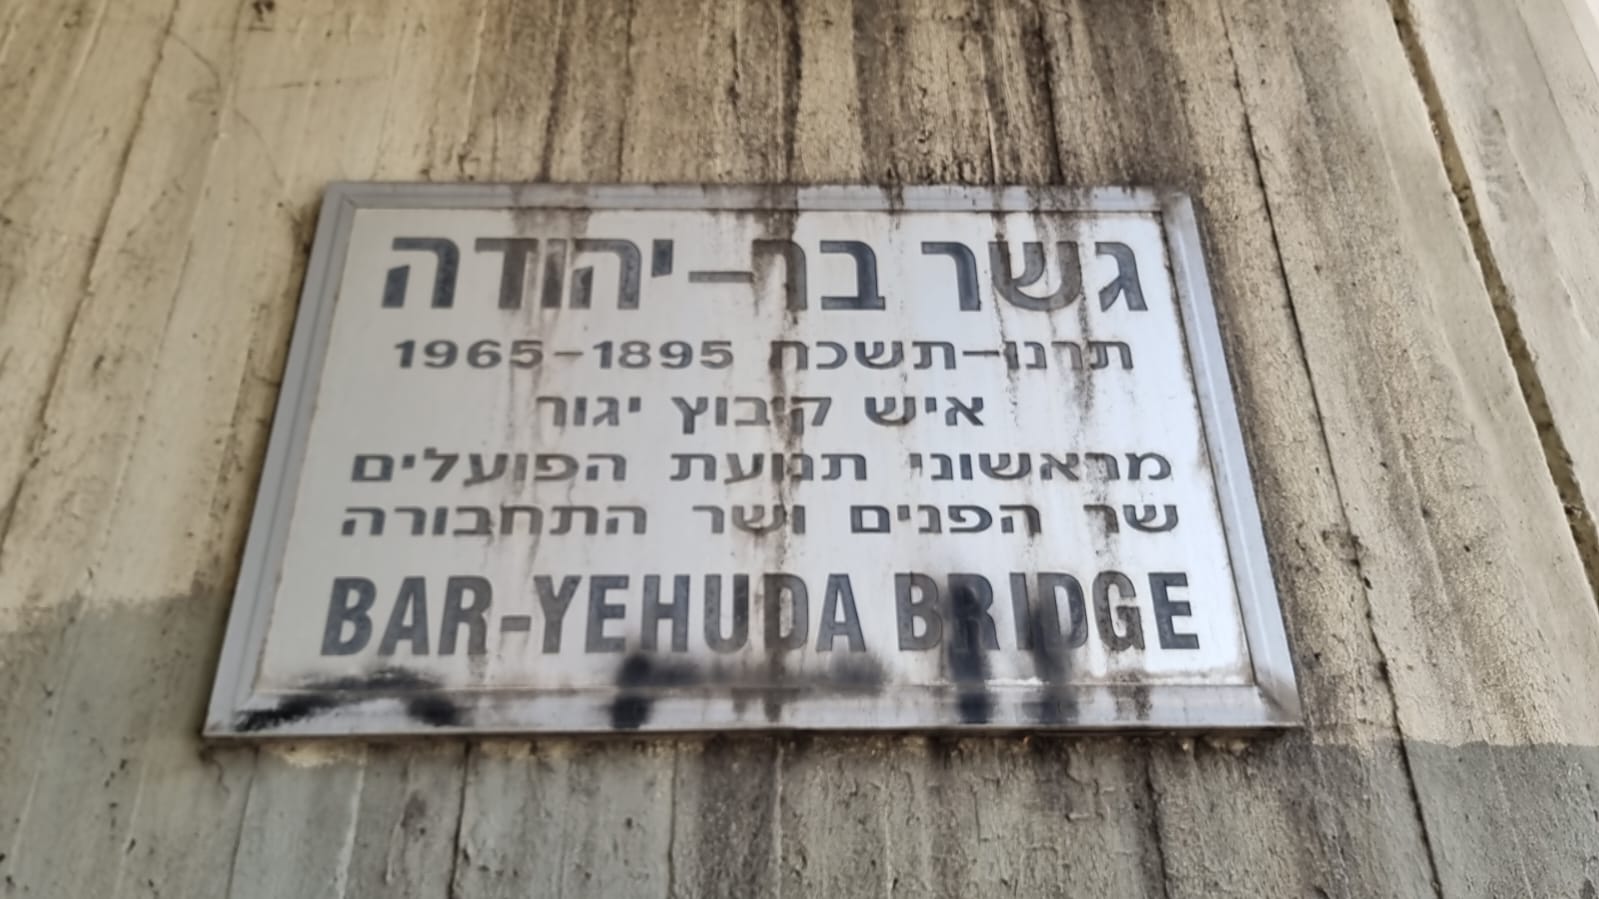 גשר בר-יהודה
תרנו-תשכח 1895-1965
איש קיבוץ יגור
מראשוני תנועת הפועלים
שר הפנים ושר התחבורה
BAR-YEHUDA BRIDGE